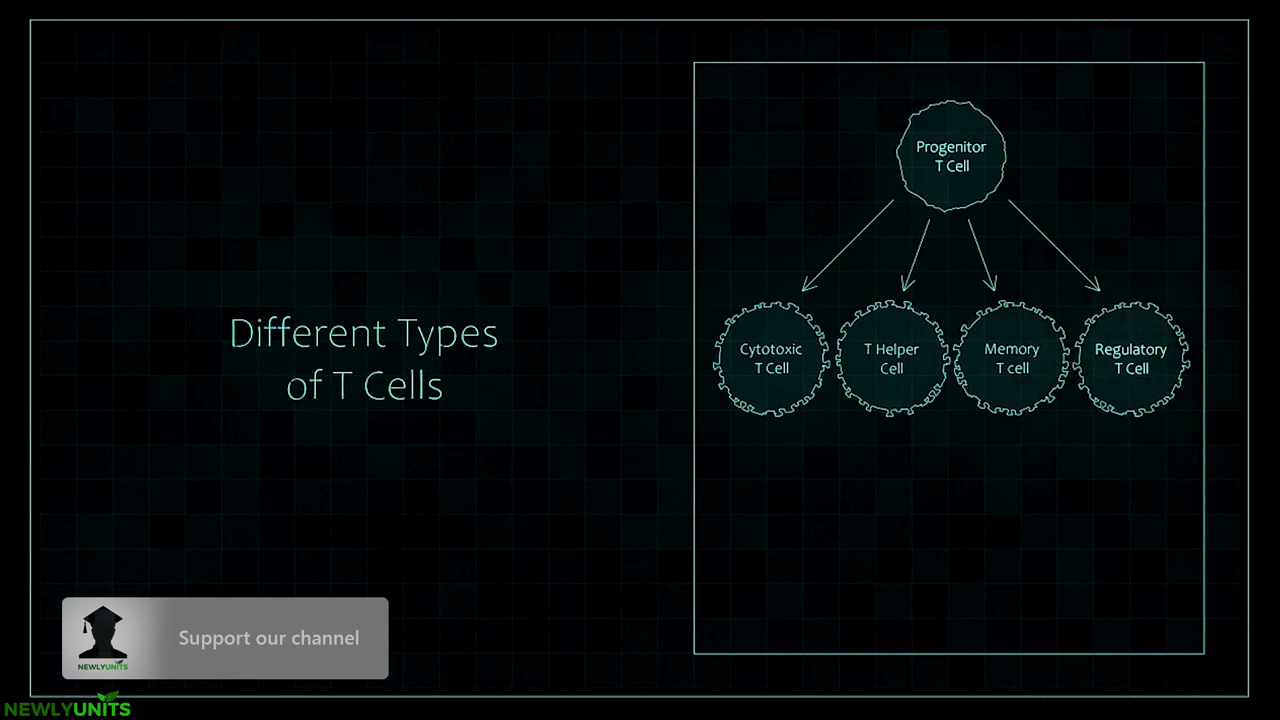 Different Types
of T Cells
Progenitor
T Cell
Cytotoxic
T Cell
T Helper
Cell
Memory
T cell
Regulatory
T Cell
NEWLYUNITS
Support our channel
NEWLYUNITS